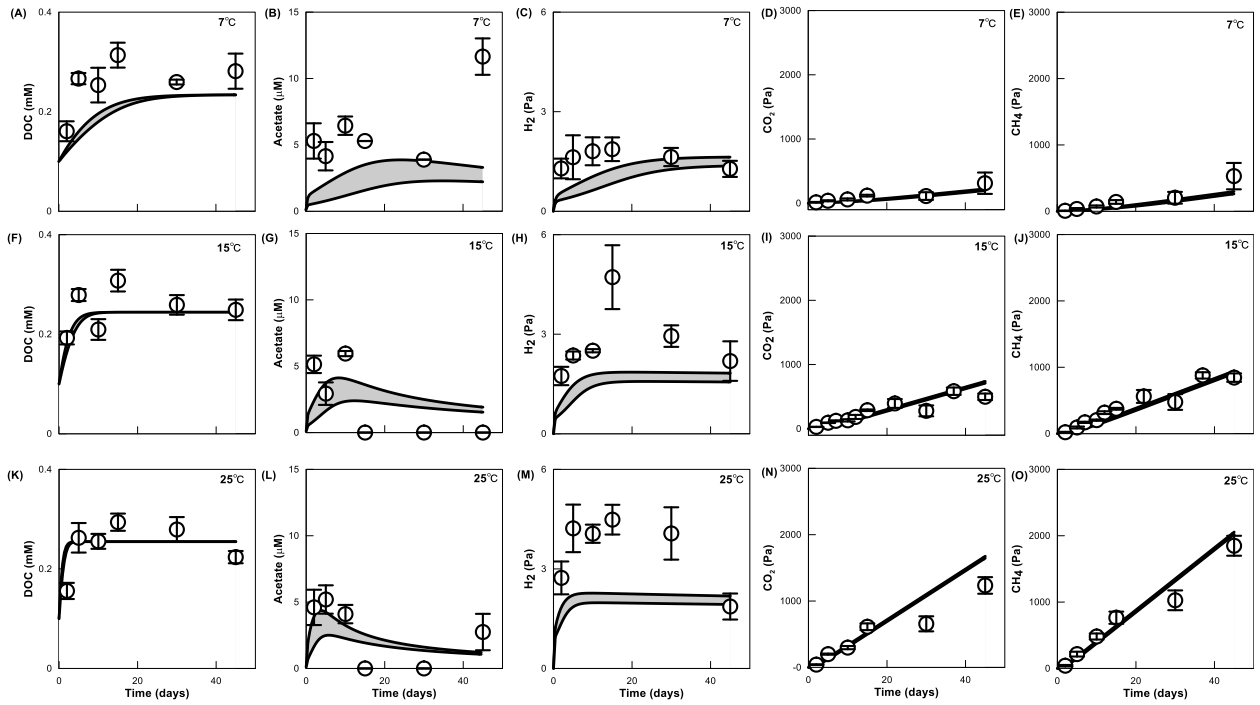 (A) 7°C
0.4
0.2
0
DOC (mM)
(B) 7°C
15
10
5
0
Acetate (μM)
(C) 7°C
6
3
0
H2 (Pa)
(D) 7°C
3000
2000
1000
0
CO2 (Pa)
(E) 7°C
3000
2000
1000
0
CH4 (Pa)
(F) 15°C
0.4
0.2
0
DOC (mM)
(G) 15°C
15
10
5
0
Acetate (μM)
(H) 15°C
6
3
0
H2 (Pa)
(I) 15°C
3000
2000
1000
0
CO2 (Pa)
(J) 15°C
3000
2000
1000
0
CH4 (Pa)
(K) 25°C
0.4
0.2
0
DOC (mM)
0 20 40
Time (days)
(L) 25°C
15
10
5
0
Acetate (μM)
0 20 40
Time (days)
(M) 25°C
6
3
0
H2 (Pa)
0 20 40
Time (days)
(N) 25°C
3000
2000
1000
-0
CO2 (Pa)
0 20 40
Time (days)
(O) 25°C
3000
2000
1000
0
CH4 (Pa)
0 20 40
Time (days)